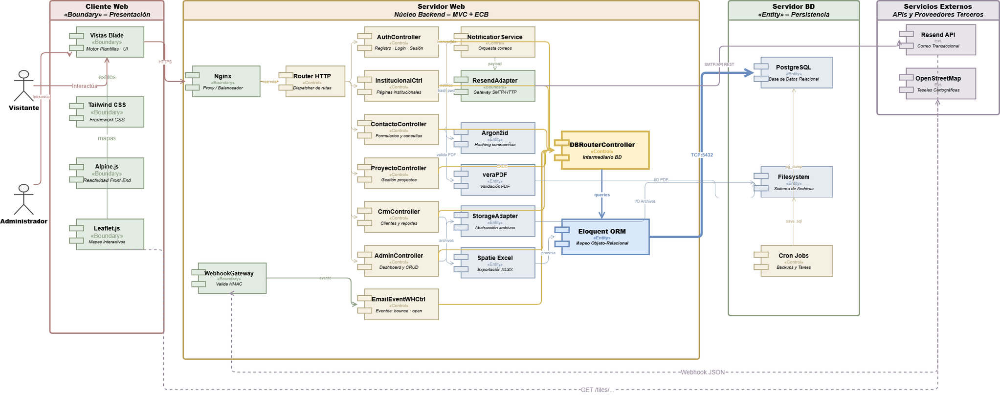 Cliente Web
«Boundary» – Presentación
Vistas Blade
«Boundary»
Motor Plantillas · UI
HTTPS
estilos
Interactúa
Interactúa
Visitante
Tailwind CSS
«Boundary»
Framework CSS
mapas
Alpine.js
«Boundary»
Reactividad Front-End
Administrador
Leaflet.js
«Boundary»
Mapas Interactivos
Servidor Web
Núcleo Backend – MVC + ECB
Nginx
«Boundary»
Proxy / Balanceador
reenvía
Router HTTP
«Control»
Dispatcher de rutas
WebhookGateway
«Boundary»
Valida HMAC
evento
AuthController
«Control»
Registro · Login · Sesión
InstitucionalCtrl
«Control»
Páginas institucionales
ContactoController
«Control»
Formularios y consultas
ProyectoController
«Control»
Gestión proyectos
CrmController
«Control»
Clientes y reportes
AdminController
«Control»
Dashboard y CRUD
EmailEventWHCtrl
«Control»
Eventos: bounce · open
bienvenida
notifica
hash pwd
valida PDF
archivos
NotificationService
«Control»
Orquesta correos
payload
ResendAdapter
«Boundary»
Gateway SMTP/HTTP
Argon2id
«Entity»
Hashing contraseñas
CRUD
veraPDF
«Entity»
Validación PDF
StorageAdapter
«Entity»
Abstracción archivos
Spatie Excel
«Entity»
Exportación XLSX
procesa
DBRouterController
«Control»
Intermediario BD
queries
Eloquent ORM
«Entity»
Mapeo Objeto-Relacional
I/O PDF
I/O Archivos
TCP:5432
SMTP/API REST
Servidor BD
«Entity» – Persistencia
PostgreSQL
«Entity»
Base de Datos Relacional
pg_dump
Filesystem
«Entity»
Sistema de Archivos
save .sql
Cron Jobs
«Control»
Backups y Tareas
Servicios Externos
APIs y Proveedores Terceros
Resend API
Ext.
Correo Transaccional
OpenStreetMap
Ext.
Teselas Cartográficas
Webhook JSON
GET /tiles/...